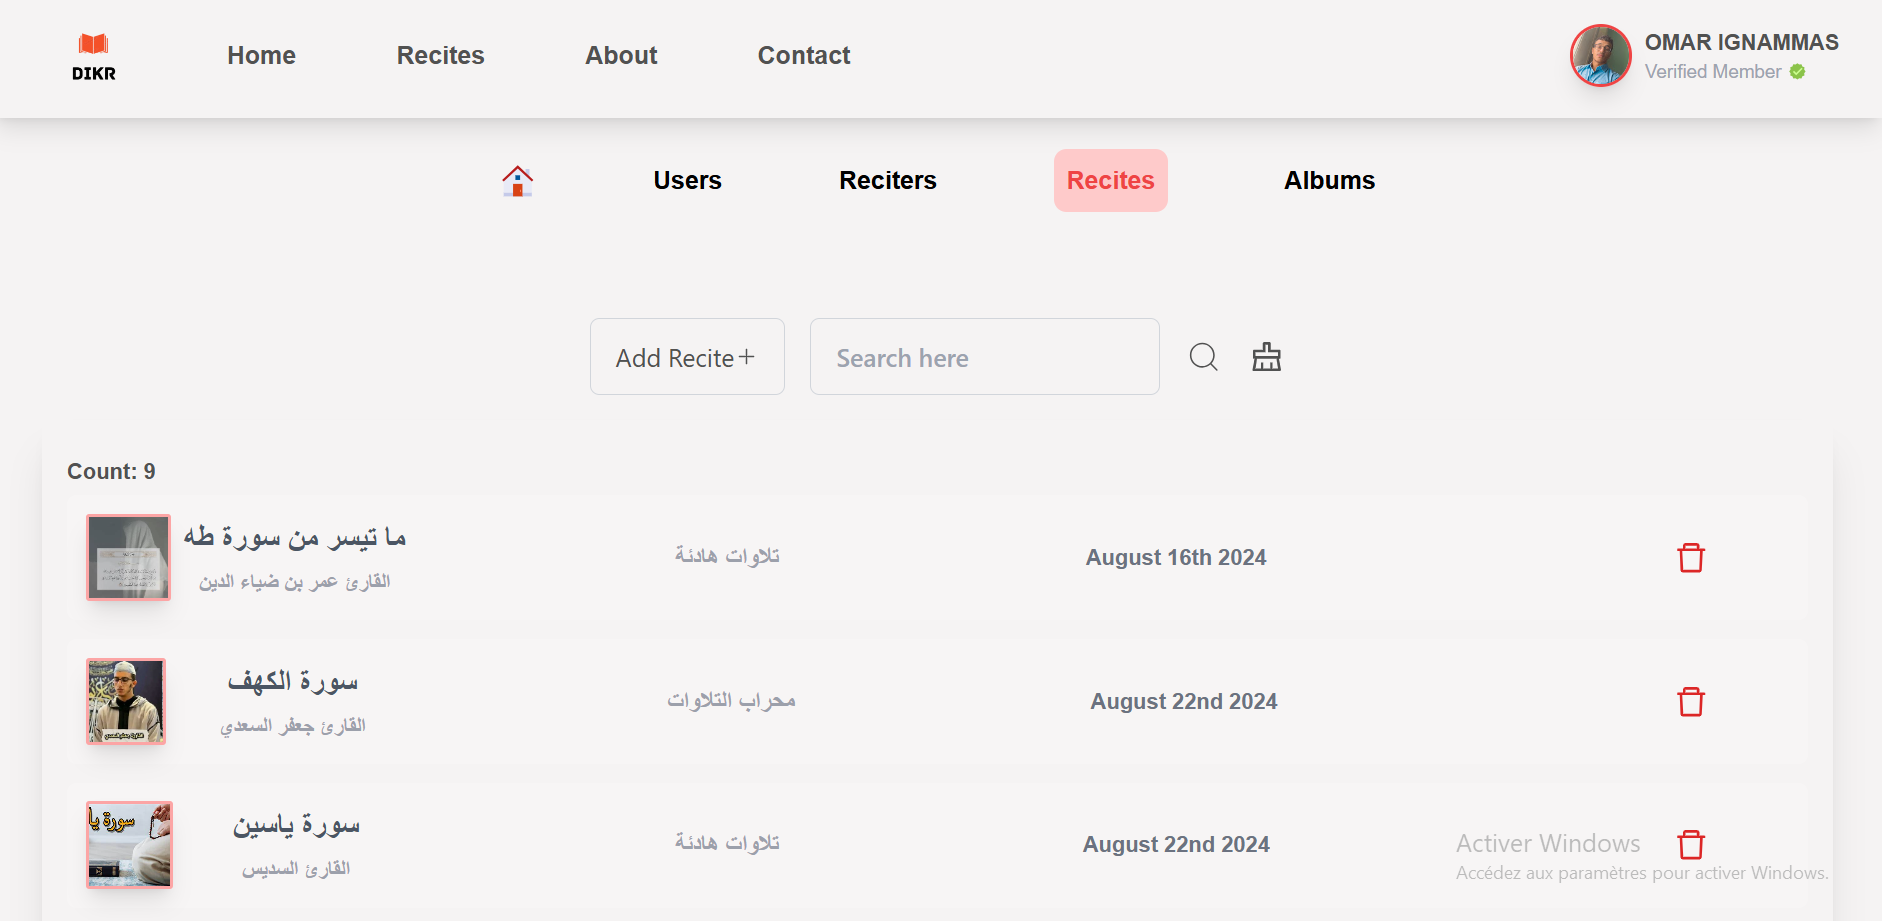 DIKR
Home
Recites
About
Contact
OMAR IGNAMMAS
Verified Member
Users
Reciters
Recites
Albums
Add Recite+
Search here
Count: 9
ما تيسر من سورة طه
القارئ عمر بن ضياء الدين
تلاوات هادئة
August 16th 2024
سورة الكهف
القارئ جعفر السعدي
محراب التلاوات
August 22nd 2024
سورة يا
سورة ياسين
القارئ السديس
تلاوات هادئة
August 22nd 2024
Activer Windows
Accédez aux paramètres pour activer Windows.